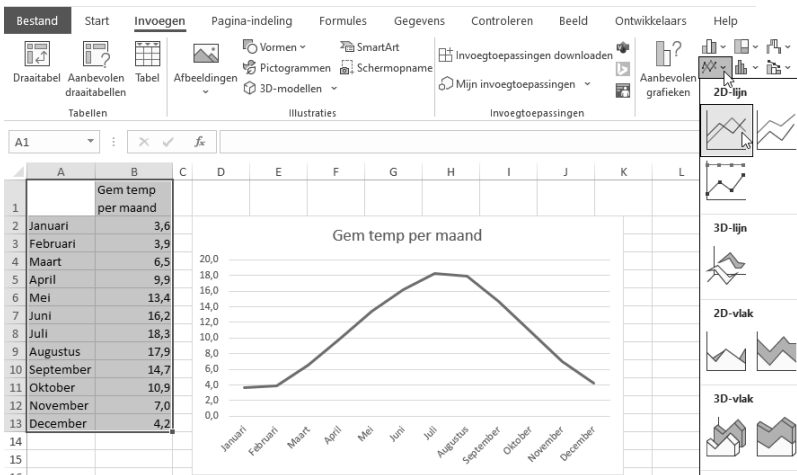 Bestand Start Invoegen Pagina-indeling Formules Gegevens Controleren Beeld Ontwikkelaars Help
Draaitabel Aanbevolen draaitabellen Tabel
Tabellen
Afbeeldingen
Vormen
Pictogrammen
3D-modellen
SmartArt
Schermopname
Illustraties
Invoegtoepassingen downloaden
Mijn invoegtoepassingen
Invoegtoepassingen
Aanbevolen
grafieken
A1 fx
A B C D E F G H I J K L
Gem temp
1 per maand
2 Januari 3,6
3 Februari 3,9
4 Maart 6,5
5 April 9,9
6 Mei 13,4
7 Juni 16,2
8 Juli 18,3
9 Augustus 17,9
10 September 14,7
11 Oktober 10,9
12 November 7,0
13 December 4,2
14
15
Gem temp per maand
20,0
18,0
16,0
14,0
12,0
10,0
8,0
6,0
4,0
2,0
0,0
Januari Februari Maart April Mei Juni Juli Augustus September Oktober November December
2D-lijn
3D-lijn
2D-vlak
3D-vlak